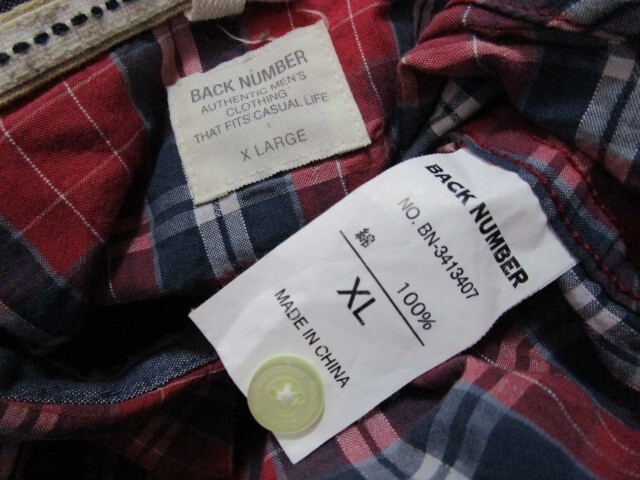 BACK NUMBER
AUTHENTIC MEN'S
CLOTHING
THAT FITS CASUAL LIFE
X LARGE
BACK NUMBER
NO. BN-3413407
綿 100%
XL
MADE IN CHINA